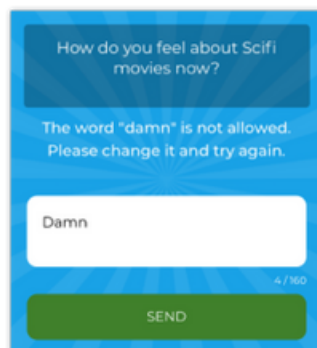 How do you feel about Scifi
movies now?
The word "damn" is not allowed.
Please change it and try again.
Damn
4/160
SEND